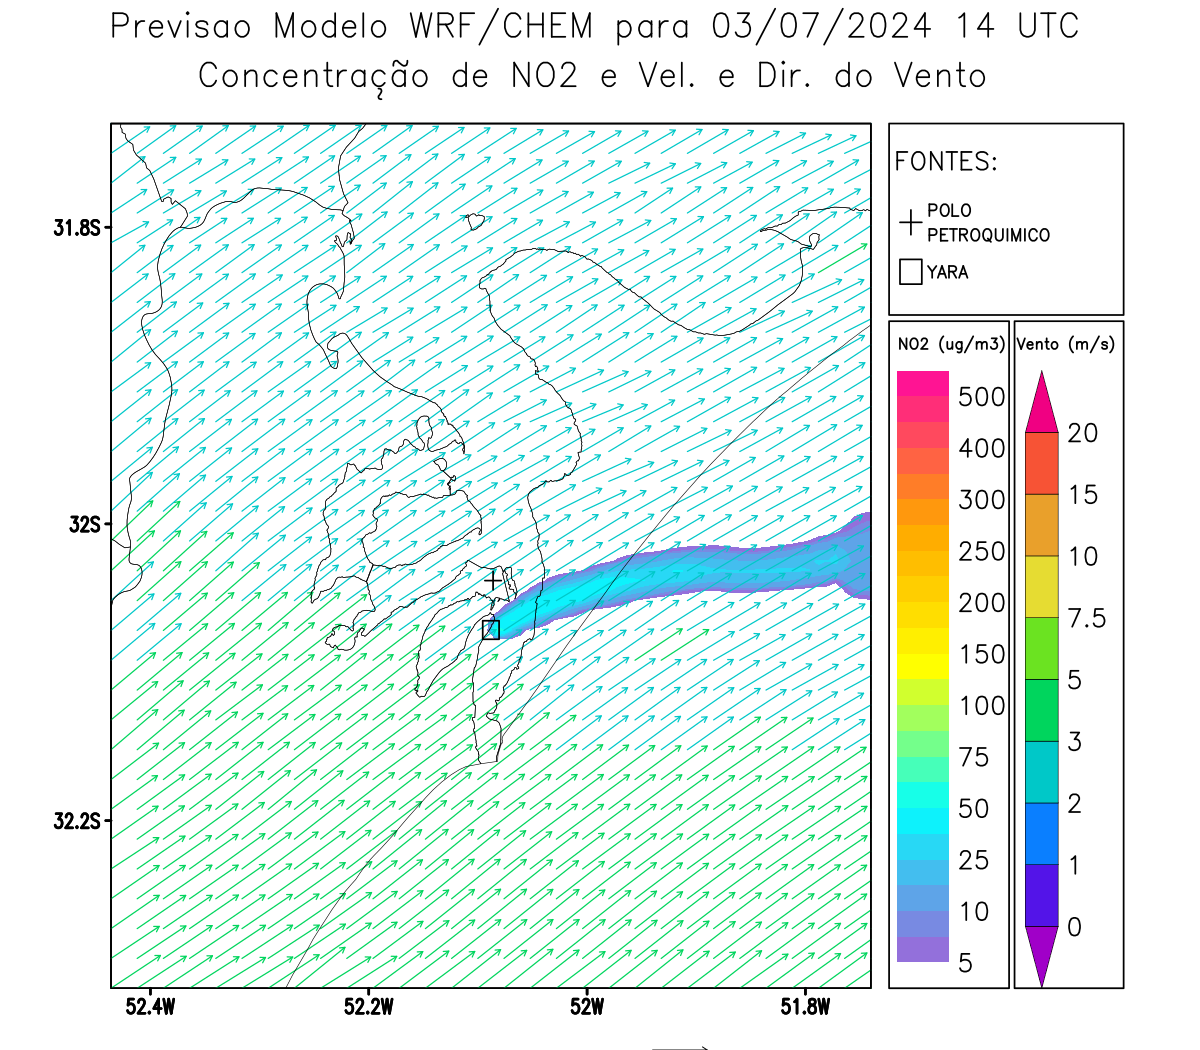 Previsao Modelo WRF/CHEM para 03/07/2024 14 UTC
Concentração de NO2 e Vel. e Dir. do Vento
FONTES:
POLO
PETROQUIMICO
YARA
NO2 (ug/m3)
500
400
300
250
200
150
100
75
50
25
10
5
Vento (m/s)
20
15
10
7.5
5
3
2
1
0
31.8S
32S
32.2S
52.4W 52.2W 52W 51.8W